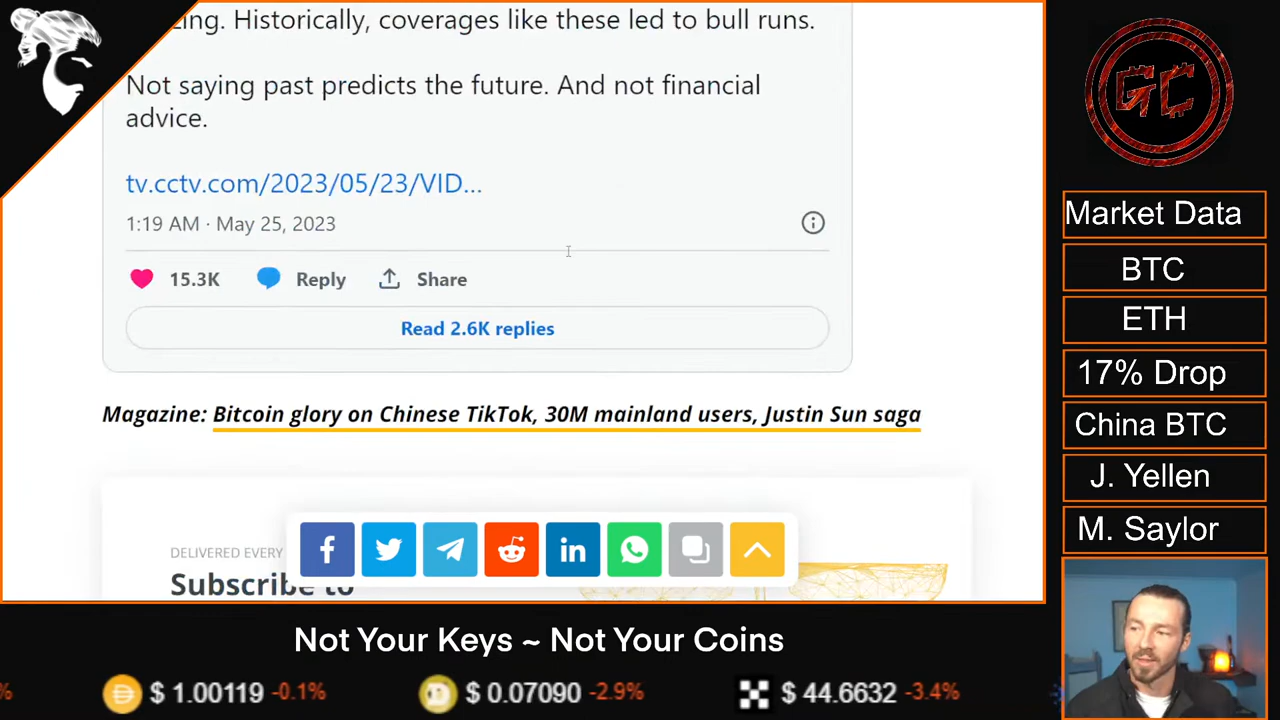 zing. Historically, coverages like these led to bull runs.
Not saying past predicts the future. And not financial
advice.
tv.cctv.com/2023/05/23/VID...
1:19 AM · May 25, 2023
15.3K Reply Share
Read 2.6K replies
Magazine: Bitcoin glory on Chinese TikTok, 30M mainland users, Justin Sun saga
DELIVERED EVERY
Subscribe to
GC
Market Data
BTC
ETH
17% Drop
China BTC
J. Yellen
M. Saylor
Not Your Keys ~ Not Your Coins
% $ 1.00119 -0.1% $ 0.07090 -2.9% $ 44.6632 -3.4%